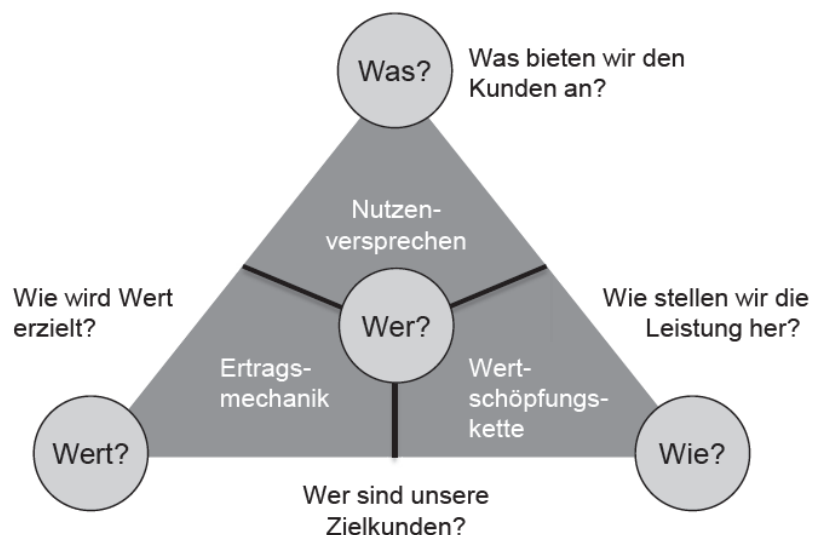 Was?
Was bieten wir den
Kunden an?
Nutzen-
versprechen
Wie wird Wert
erzielt?
Wer?
Wie stellen wir die
Leistung her?
Ertrags-
mechanik
Wert-
schöpfungs-
kette
Wert?
Wie?
Wer sind unsere
Zielkunden?